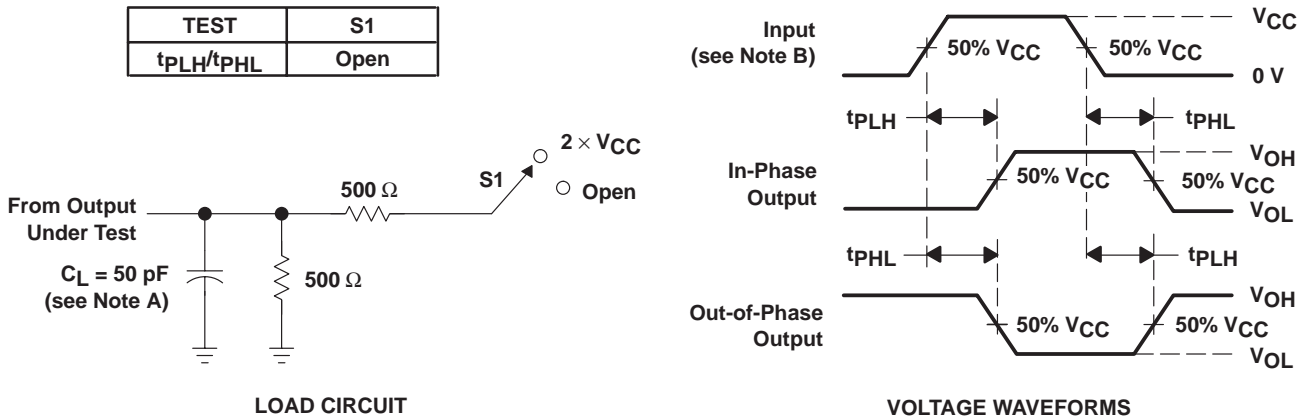 TEST S1
tPLH/tPHL Open
2 × VCC
S1
Open
500 Ω
From Output
Under Test
CL = 50 pF
(see Note A)
500 Ω
LOAD CIRCUIT
Input
(see Note B)
50% VCC
50% VCC
VCC
0 V
tPLH
tPHL
In-Phase
Output
50% VCC
50% VCC
VOH
VOL
tPHL
tPLH
Out-of-Phase
Output
50% VCC
50% VCC
VOH
VOL
VOLTAGE WAVEFORMS